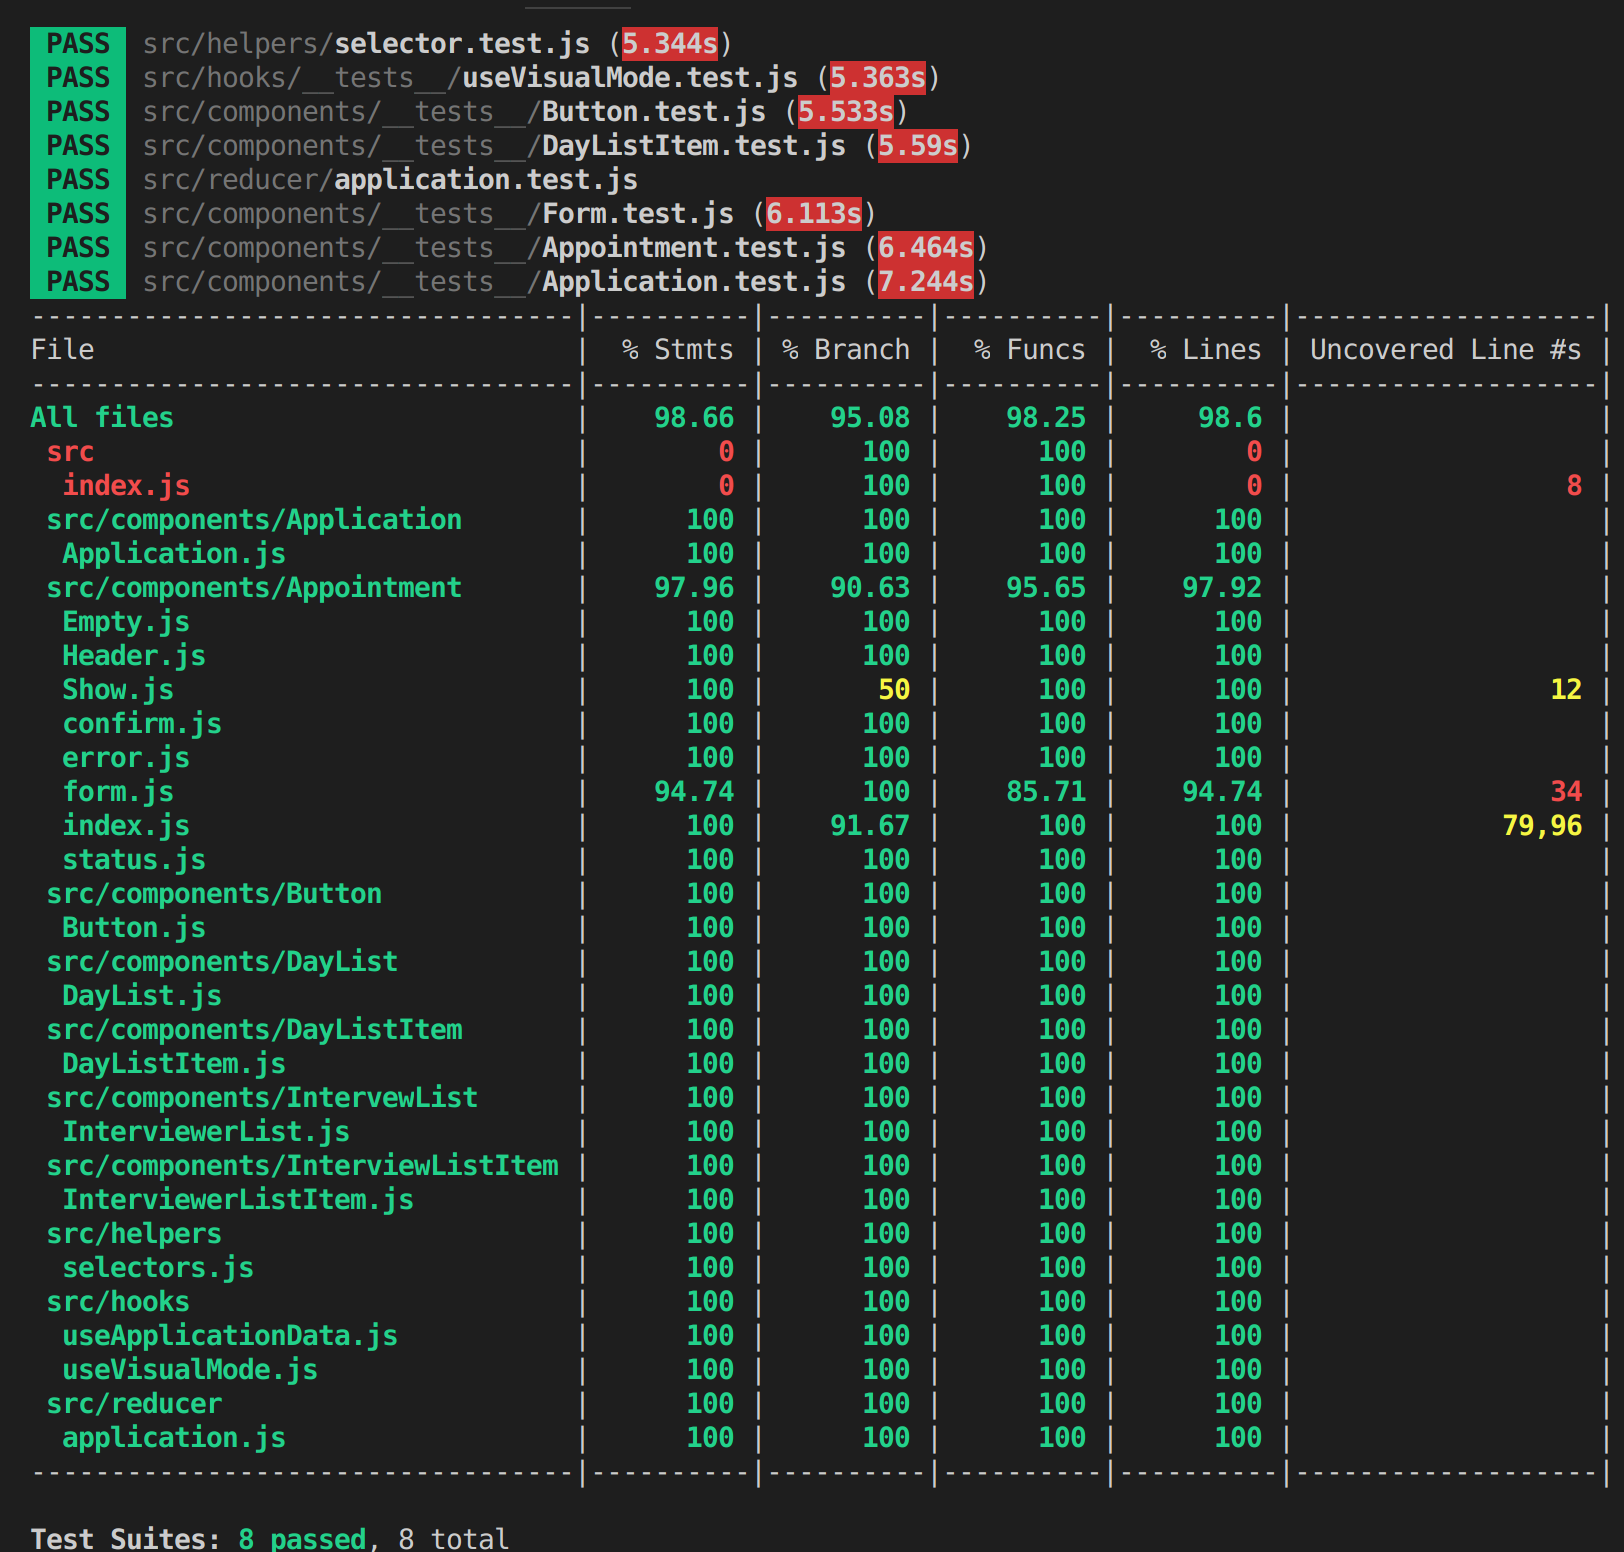 PASS src/helpers/selector.test.js (5.344s)
PASS src/hooks/__tests__/useVisualMode.test.js (5.363s)
PASS src/components/__tests__/Button.test.js (5.533s)
PASS src/components/__tests__/DayListItem.test.js (5.59s)
PASS src/reducer/application.test.js
PASS src/components/__tests__/Form.test.js (6.113s)
PASS src/components/__tests__/Appointment.test.js (6.464s)
PASS src/components/__tests__/Application.test.js (7.244s)
----------------------------------|----------|----------|----------|----------|-------------------|
File                              |  % Stmts | % Branch |  % Funcs |  % Lines | Uncovered Line #s |
----------------------------------|----------|----------|----------|----------|-------------------|
All files                         |    98.66 |    95.08 |    98.25 |     98.6 |                   |
 src                              |        0 |      100 |      100 |        0 |                   |
  index.js                        |        0 |      100 |      100 |        0 |                 8 |
 src/components/Application       |      100 |      100 |      100 |      100 |                   |
  Application.js                  |      100 |      100 |      100 |      100 |                   |
 src/components/Appointment       |    97.96 |    90.63 |    95.65 |    97.92 |                   |
  Empty.js                        |      100 |      100 |      100 |      100 |                   |
  Header.js                       |      100 |      100 |      100 |      100 |                   |
  Show.js                         |      100 |       50 |      100 |      100 |                12 |
  confirm.js                      |      100 |      100 |      100 |      100 |                   |
  error.js                        |      100 |      100 |      100 |      100 |                   |
  form.js                         |    94.74 |      100 |    85.71 |    94.74 |                34 |
  index.js                        |      100 |    91.67 |      100 |      100 |             79,96 |
  status.js                       |      100 |      100 |      100 |      100 |                   |
 src/components/Button            |      100 |      100 |      100 |      100 |                   |
  Button.js                       |      100 |      100 |      100 |      100 |                   |
 src/components/DayList           |      100 |      100 |      100 |      100 |                   |
  DayList.js                      |      100 |      100 |      100 |      100 |                   |
 src/components/DayListItem       |      100 |      100 |      100 |      100 |                   |
  DayListItem.js                  |      100 |      100 |      100 |      100 |                   |
 src/components/IntervewList      |      100 |      100 |      100 |      100 |                   |
  InterviewerList.js              |      100 |      100 |      100 |      100 |                   |
 src/components/InterviewListItem |      100 |      100 |      100 |      100 |                   |
  InterviewerListItem.js          |      100 |      100 |      100 |      100 |                   |
 src/helpers                      |      100 |      100 |      100 |      100 |                   |
  selectors.js                    |      100 |      100 |      100 |      100 |                   |
 src/hooks                        |      100 |      100 |      100 |      100 |                   |
  useApplicationData.js           |      100 |      100 |      100 |      100 |                   |
  useVisualMode.js                |      100 |      100 |      100 |      100 |                   |
 src/reducer                      |      100 |      100 |      100 |      100 |                   |
  application.js                  |      100 |      100 |      100 |      100 |                   |
----------------------------------|----------|----------|----------|----------|-------------------|
Test Suites: 8 passed, 8 total